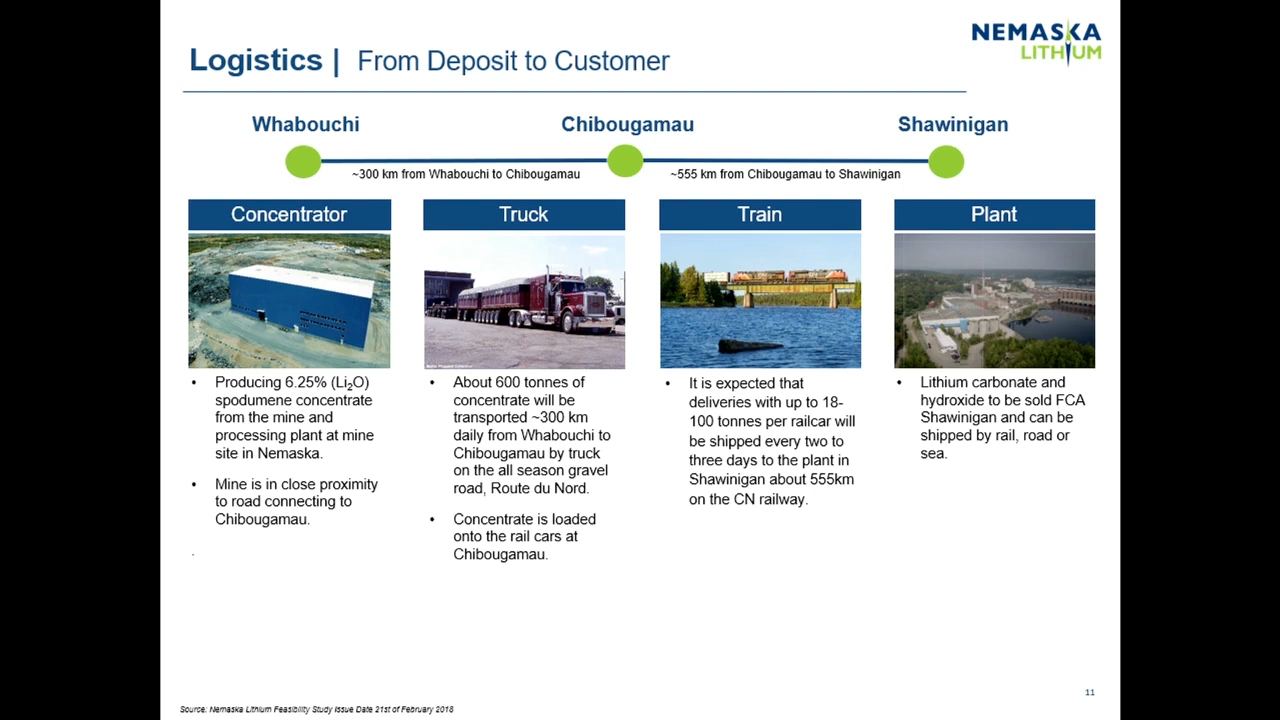 NEMASKA
LITHIUM
Logistics | From Deposit to Customer
Whabouchi
Chibougamau
Shawinigan
~300 km from Whabouchi to Chibougamau
~555 km from Chibougamau to Shawinigan
Concentrator
• Producing 6.25% (Li₂O)
spodumene concentrate
from the mine and
processing plant at mine
site in Nemaska.
• Mine is in close proximity
to road connecting to
Chibougamau.
Truck
• About 600 tonnes of
concentrate will be
transported ~300 km
daily from Whabouchi to
Chibougamau by truck
on the all season gravel
road, Route du Nord.
• Concentrate is loaded
onto the rail cars at
Chibougamau.
Train
• It is expected that
deliveries with up to 18-
100 tonnes per railcar will
be shipped every two to
three days to the plant in
Shawinigan about 555km
on the CN railway.
Plant
• Lithium carbonate and
hydroxide to be sold FCA
Shawinigan and can be
shipped by rail, road or
sea.
11
Source: Nemaska Lithium Feasibility Study Issue Date 21st of February 2018